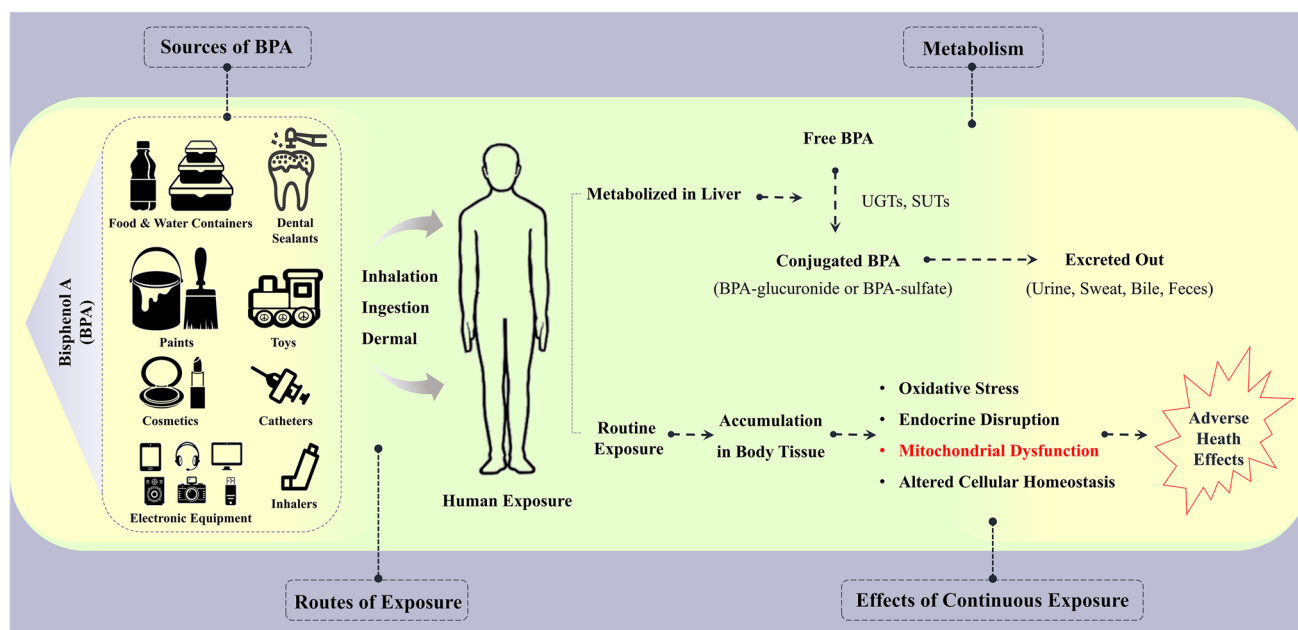 Sources of BPA
Metabolism
Bisphenol A
(BPA)
Food & Water Containers
Dental
Sealants
Paints
Toys
Cosmetics
Catheters
Electronic Equipment
Inhalers
Inhalation
Ingestion
Dermal
Human Exposure
Metabolized in Liver
Free BPA
UGTs, SUTs
Conjugated BPA
(BPA-glucuronide or BPA-sulfate)
Excreted Out
(Urine, Sweat, Bile, Feces)
Routine
Exposure
Accumulation
in Body Tissue
• Oxidative Stress
• Endocrine Disruption
• Mitochondrial Dysfunction
• Altered Cellular Homeostasis
Adverse
Heath
Effects
Routes of Exposure
Effects of Continuous Exposure